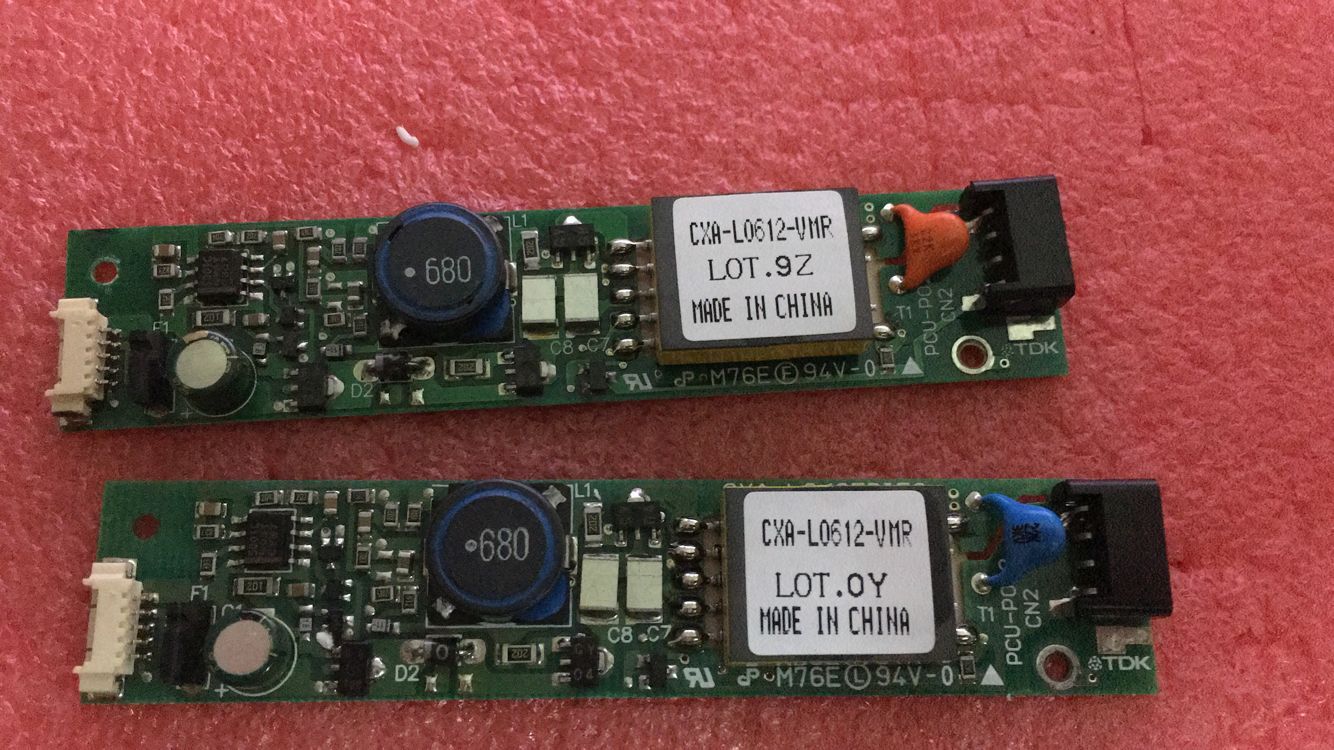 L1
680
CXA-L0612-VMR
LOT.9Z
MADE IN CHINA
F1
C8 C7
D2
T1
PCU-P0
CN2
TDK
M76E F 94V-0
L1
680
CXA-L0612-VMR
LOT.0Y
MADE IN CHINA
F1
C8 C7
D2
T1
PCU-P0
CN2
TDK
M76E L 94V-0